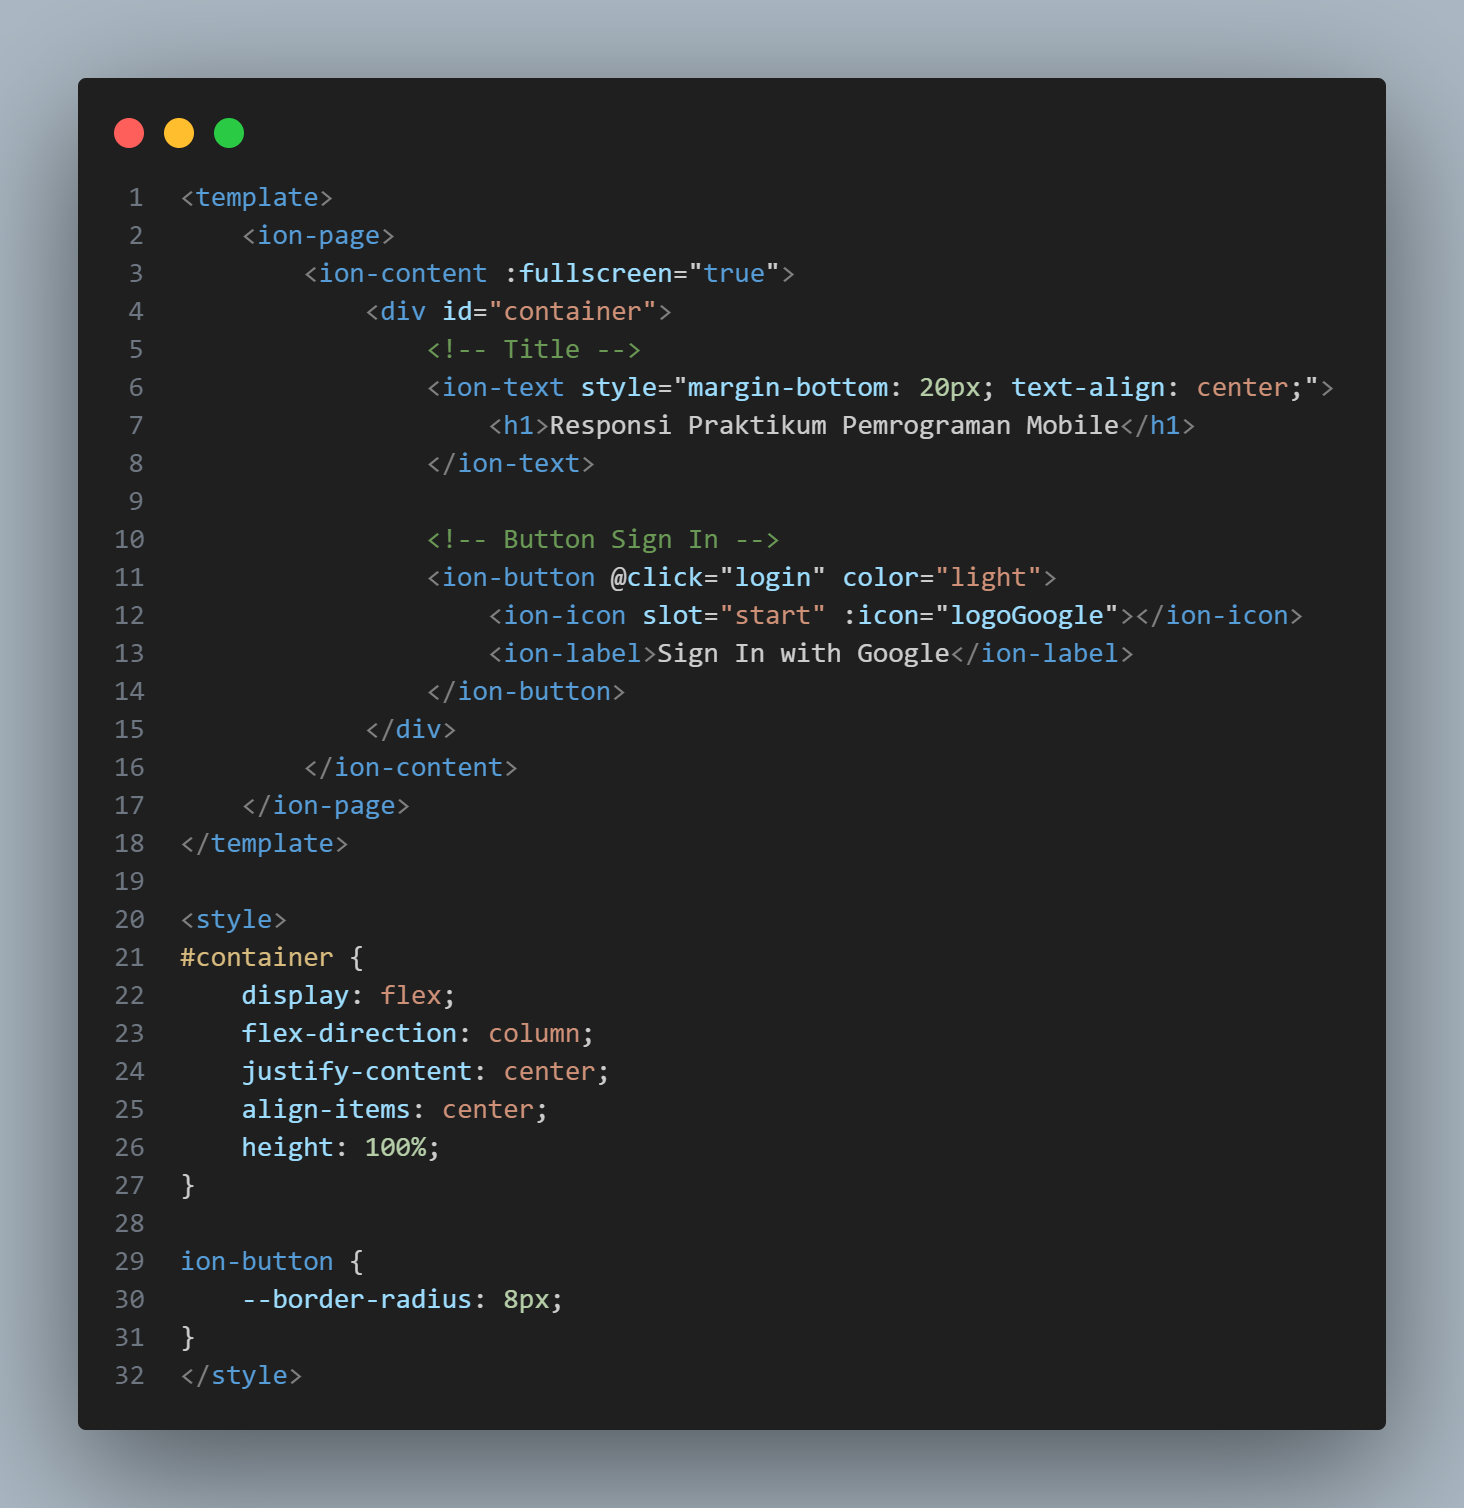 1 <template>
2     <ion-page>
3         <ion-content :fullscreen="true">
4             <div id="container">
5                 <!-- Title -->
6                 <ion-text style="margin-bottom: 20px; text-align: center;">
7                     <h1>Responsi Praktikum Pemrograman Mobile</h1>
8                 </ion-text>
9
10                 <!-- Button Sign In -->
11                 <ion-button @click="login" color="light">
12                     <ion-icon slot="start" :icon="logoGoogle"></ion-icon>
13                     <ion-label>Sign In with Google</ion-label>
14                 </ion-button>
15             </div>
16         </ion-content>
17     </ion-page>
18 </template>
19
20 <style>
21 #container {
22     display: flex;
23     flex-direction: column;
24     justify-content: center;
25     align-items: center;
26     height: 100%;
27 }
28
29 ion-button {
30     --border-radius: 8px;
31 }
32 </style>